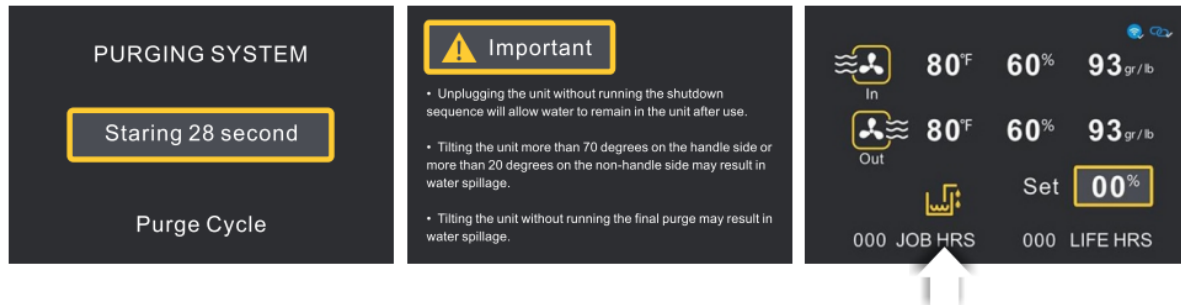 PURGING SYSTEM
Staring 28 second
Purge Cycle
Important
• Unplugging the unit without running the shutdown
sequence will allow water to remain in the unit after use.
• Tilting the unit more than 70 degrees on the handle side or
more than 20 degrees on the non-handle side may result in
water spillage.
• Tilting the unit without running the final purge may result in
water spillage.
80°F 60% 93 gr/lb
In
80°F 60% 93 gr/lb
Out
Set 00%
000 JOB HRS 000 LIFE HRS